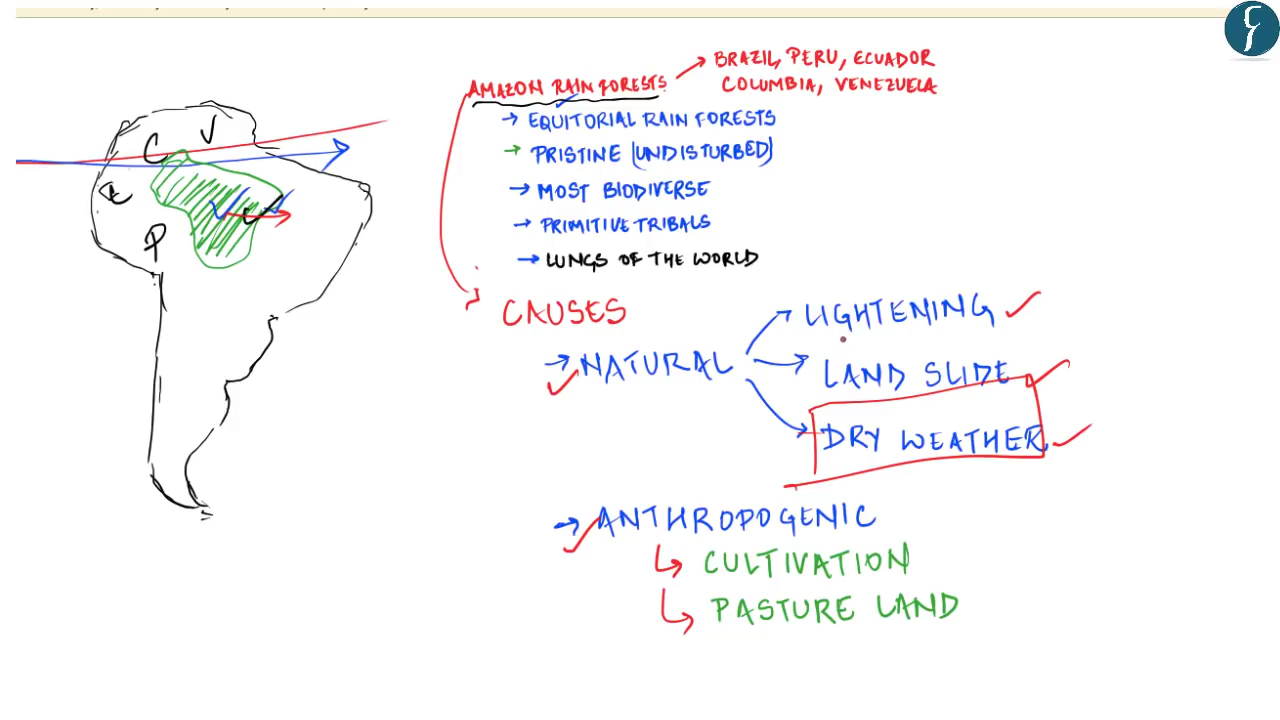 AMAZON RAIN FORESTS
BRAZIL, PERU, ECUADOR
COLUMBIA, VENEZUELA
→ EQUITORIAL RAIN FORESTS
→ PRISTINE (UNDISTURBED)
→ MOST BIODIVERSE
→ PRIMITIVE TRIBALS
→ LUNGS OF THE WORLD
C
V
E
P
CAUSES
→ NATURAL
LIGHTENING
LAND SLIDE
DRY WEATHER
→ ANTHROPOGENIC
CULTIVATION
PASTURE LAND